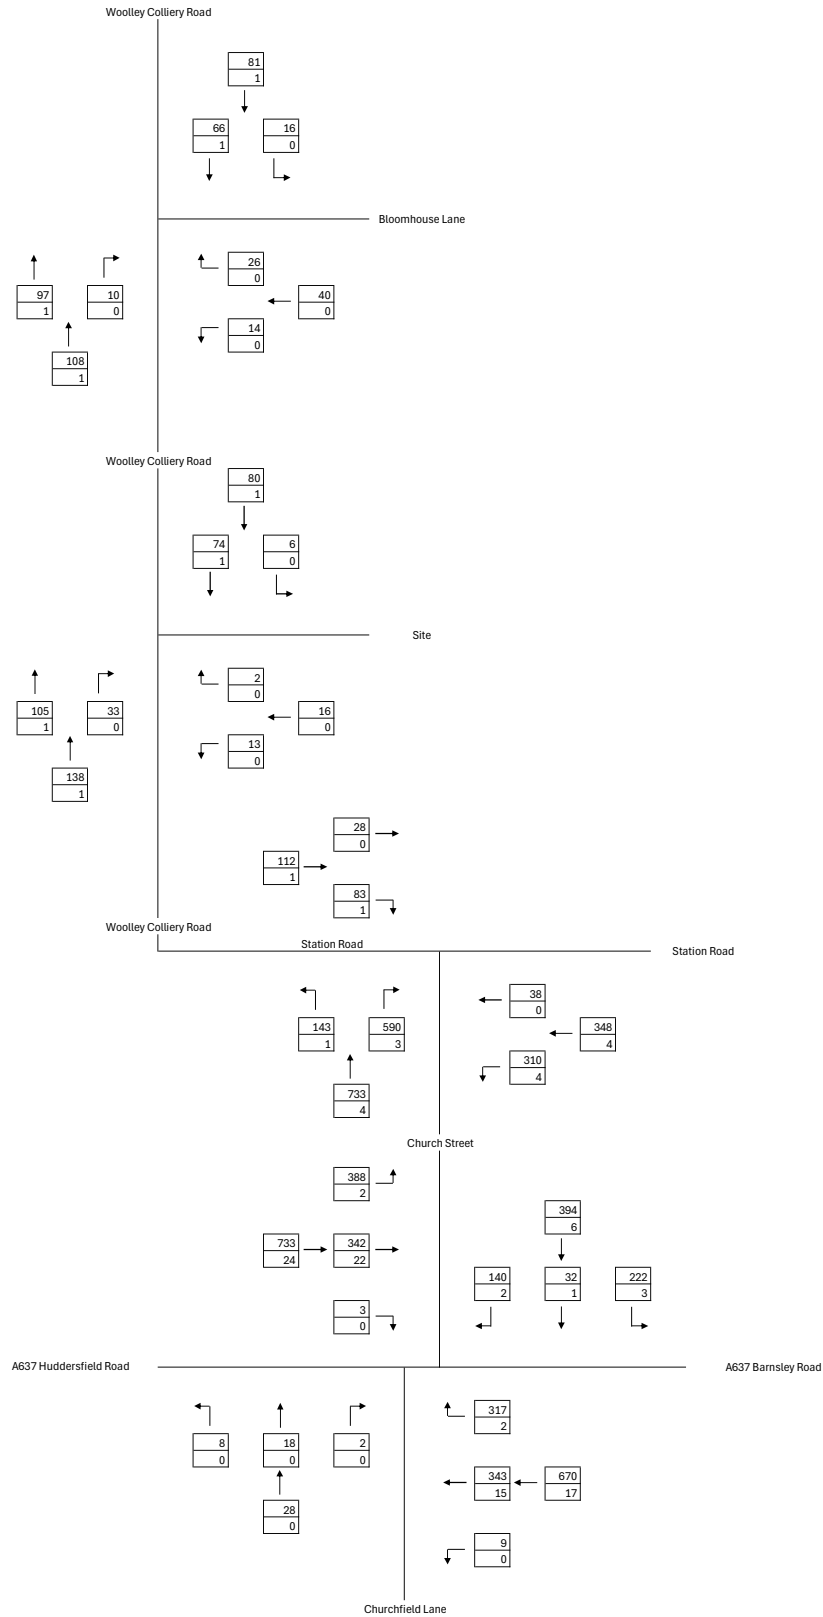 Woolley Colliery Road
81
1
66 16
1 0
Bloomhouse Lane
26
0
97 10 40
1 0 0
14
0
108
1
Woolley Colliery Road
80
1
74 6
1 0
Site
2
0
105 33 16
1 0 0
13
0
138
1
28
0
112
1
83
1
Woolley Colliery Road
Station Road
Station Road
38
0
143 590 348
1 3 4
310
4
733
4
Church Street
388
2
394
6
733 342
24 22
140 32 222
2 1 3
3
0
A637 Huddersfield Road A637 Barnsley Road
317
2
8 18 2
0 0 0
343 670
15 17
28
0
9
0
Churchfield Lane